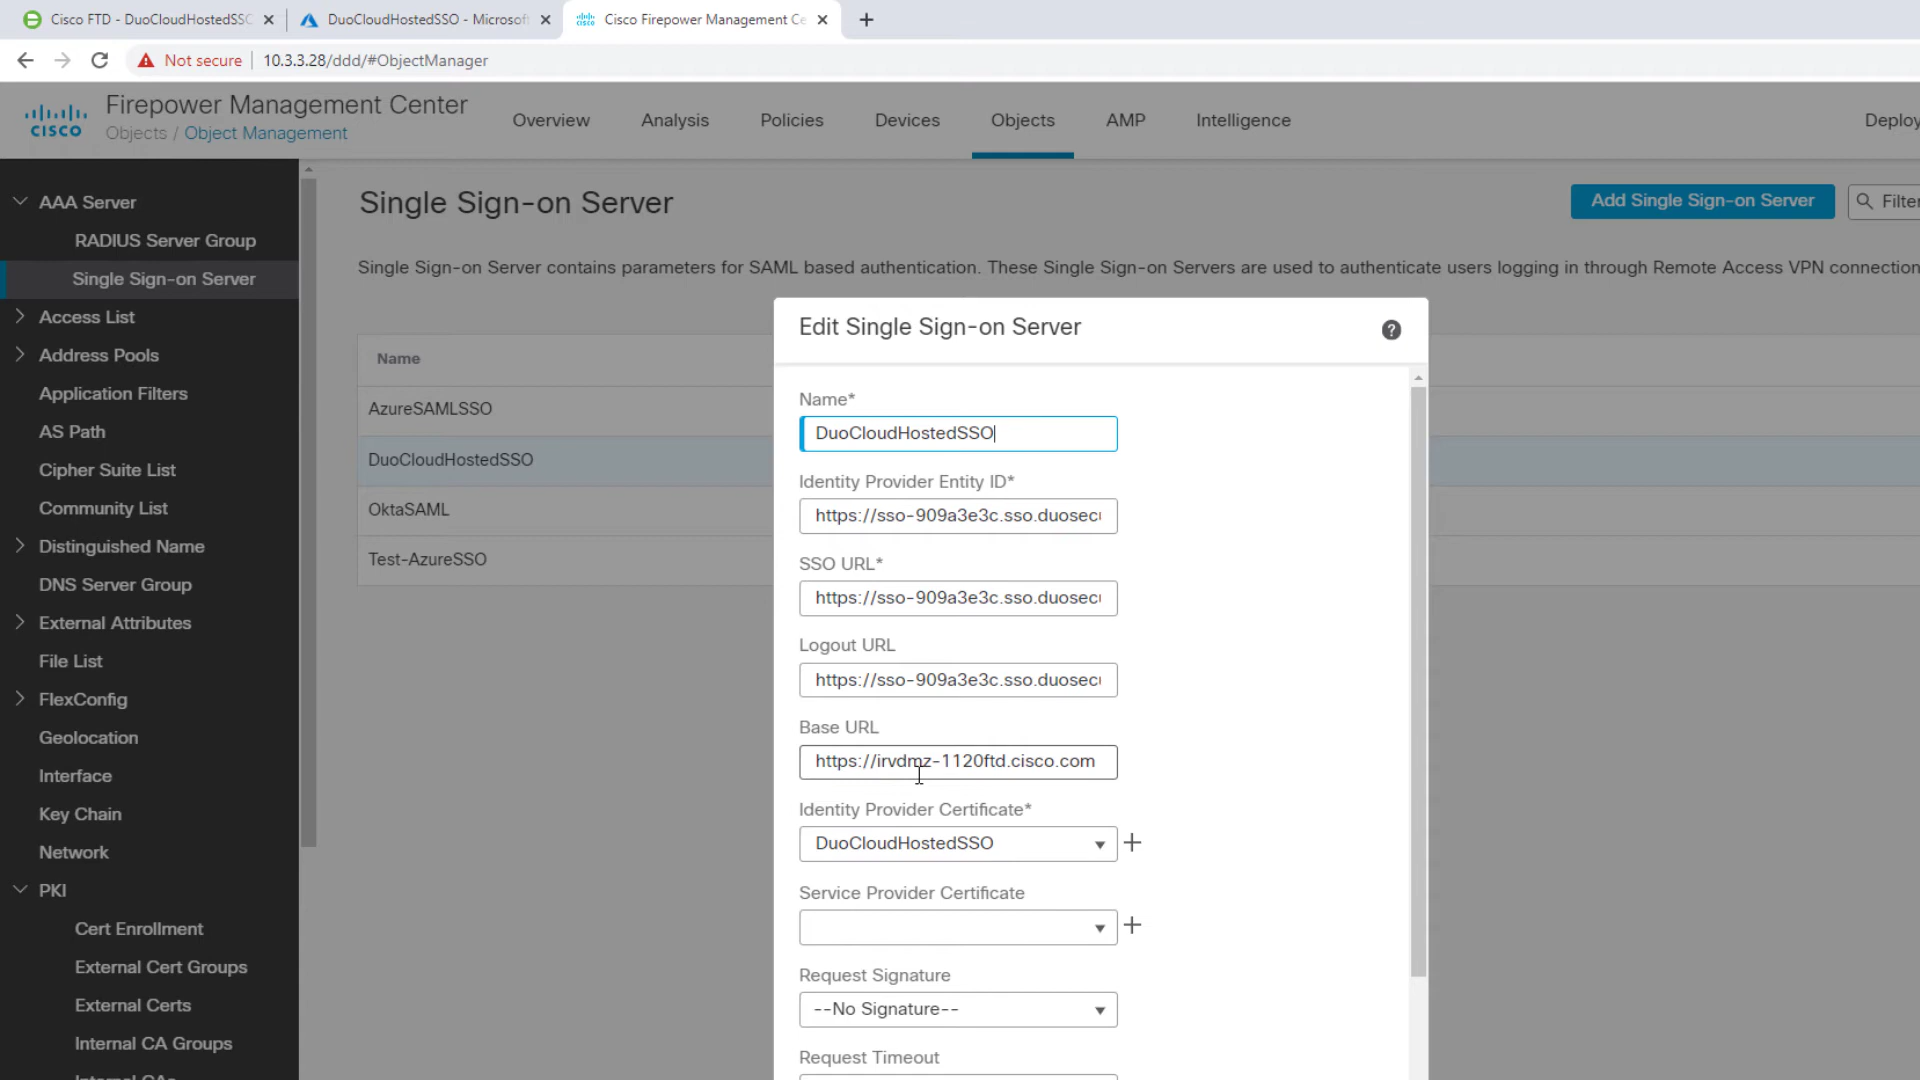 Cisco FTD - DuoCloudHostedSSO
DuoCloudHostedSSO - Microsof
Cisco Firepower Management Ce
Not secure
10.3.3.28/ddd/#ObjectManager
CISCO
Firepower Management Center
Objects / Object Management
Overview
Analysis
Policies
Devices
Objects
AMP
Intelligence
Deploy
AAA Server
RADIUS Server Group
Single Sign-on Server
Access List
Address Pools
Application Filters
AS Path
Cipher Suite List
Community List
Distinguished Name
DNS Server Group
External Attributes
File List
FlexConfig
Geolocation
Interface
Key Chain
Network
PKI
Cert Enrollment
External Cert Groups
External Certs
Internal CA Groups
Internal CAs
Single Sign-on Server
Add Single Sign-on Server
Filter
Single Sign-on Server contains parameters for SAML based authentication. These Single Sign-on Servers are used to authenticate users logging in through Remote Access VPN connection
Name
AzureSAMLSSO
DuoCloudHostedSSO
OktaSAML
Test-AzureSSO
Edit Single Sign-on Server
Name*
DuoCloudHostedSSO
Identity Provider Entity ID*
https://sso-909a3e3c.sso.duosecu
SSO URL*
https://sso-909a3e3c.sso.duosecu
Logout URL
https://sso-909a3e3c.sso.duosecu
Base URL
https://irvdmz-1120ftd.cisco.com
Identity Provider Certificate*
DuoCloudHostedSSO
Service Provider Certificate
Request Signature
--No Signature--
Request Timeout